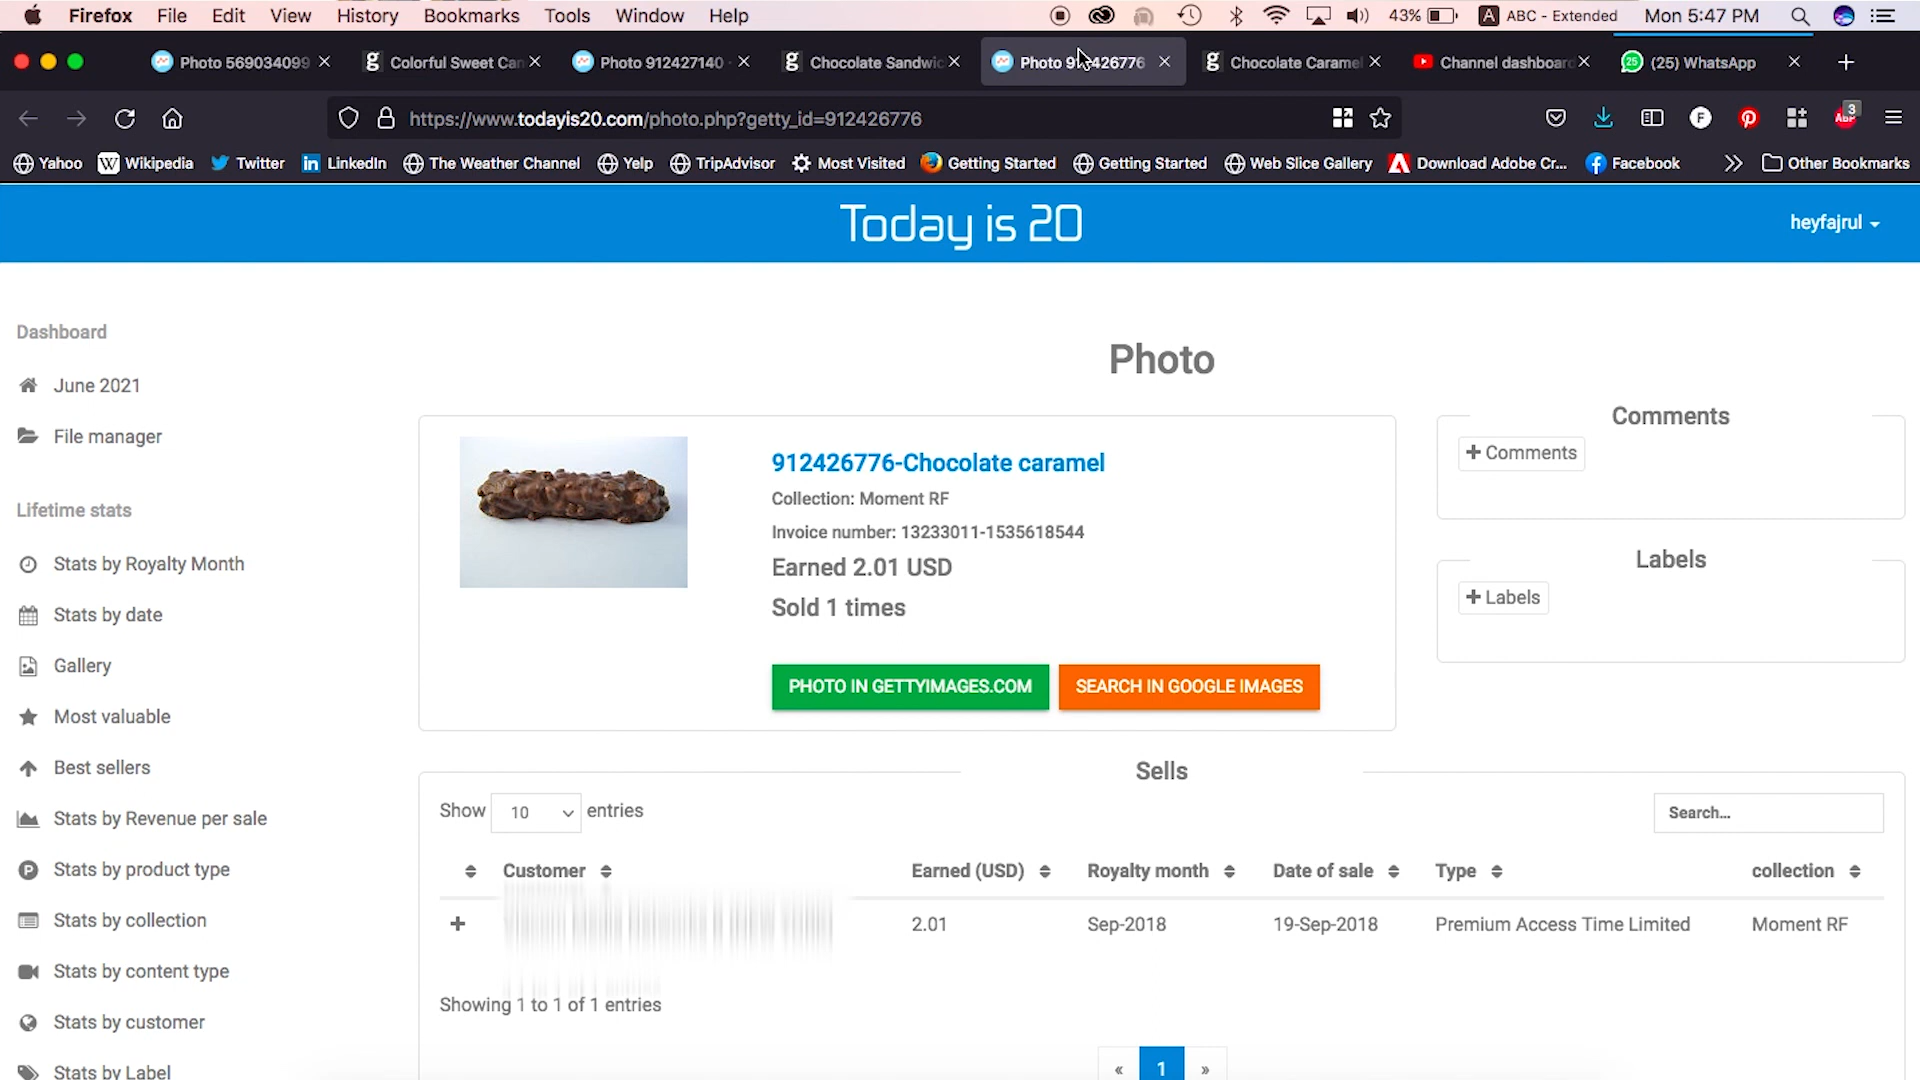 Firefox File Edit View History Bookmarks Tools Window Help 43% A ABC - Extended Mon 5:47 PM
Photo 569034099 Colorful Sweet Can Photo 912427140 - Chocolate Sandwic Photo 912426776 Chocolate Caramel Channel dashboard (25) WhatsApp
https://www.todayis20.com/photo.php?getty_id=912426776 F ABP 3
Yahoo Wikipedia Twitter LinkedIn The Weather Channel Yelp TripAdvisor Most Visited Getting Started Getting Started Web Slice Gallery Download Adobe Cr... Facebook Other Bookmarks
Today is 20
heyfajrul
Dashboard
June 2021
File manager
Lifetime stats
Stats by Royalty Month
Stats by date
Gallery
Most valuable
Best sellers
Stats by Revenue per sale
Stats by product type
Stats by collection
Stats by content type
Stats by customer
Stats by Label
Photo
912426776-Chocolate caramel
Collection: Moment RF
Invoice number: 13233011-1535618544
Earned 2.01 USD
Sold 1 times
PHOTO IN GETTYIMAGES.COM SEARCH IN GOOGLE IMAGES
Comments
+ Comments
Labels
+ Labels
Sells
Show 10 entries
Search...
Customer Earned (USD) Royalty month Date of sale Type collection
+ 2.01 Sep-2018 19-Sep-2018 Premium Access Time Limited Moment RF
Showing 1 to 1 of 1 entries
« 1 »